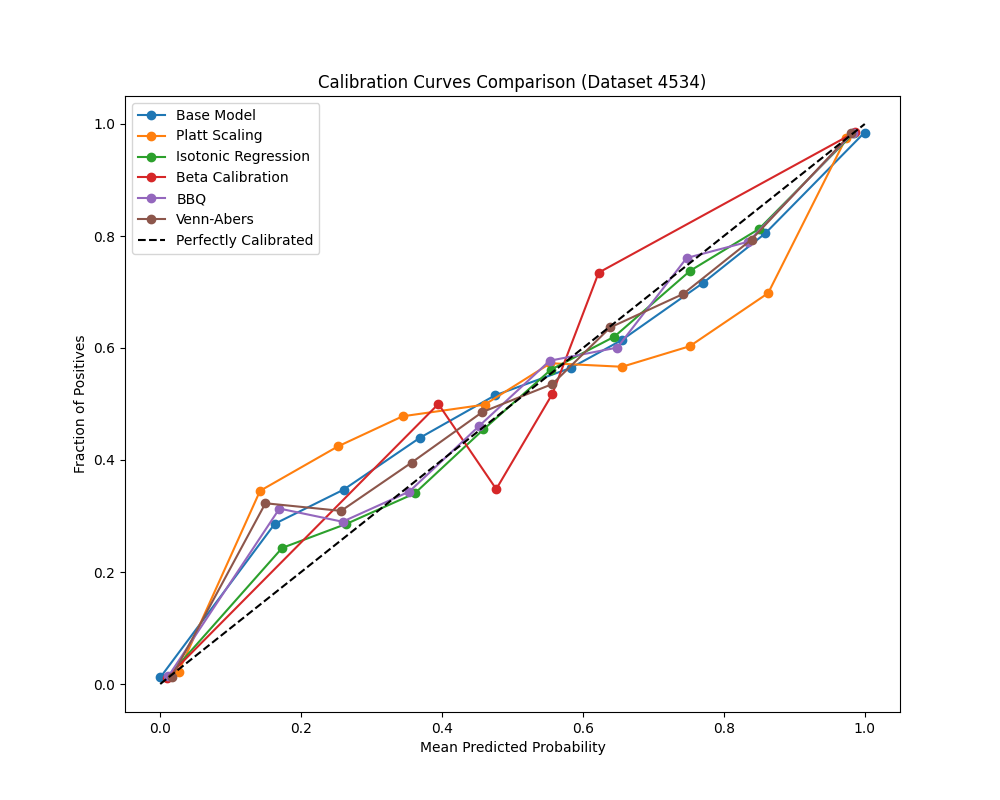 Calibration Curves Comparison (Dataset 4534)
Base Model
Platt Scaling
Isotonic Regression
Beta Calibration
BBQ
Venn-Abers
Perfectly Calibrated
1.0
0.8
0.6
0.4
0.2
0.0
Fraction of Positives
0.0 0.2 0.4 0.6 0.8 1.0
Mean Predicted Probability